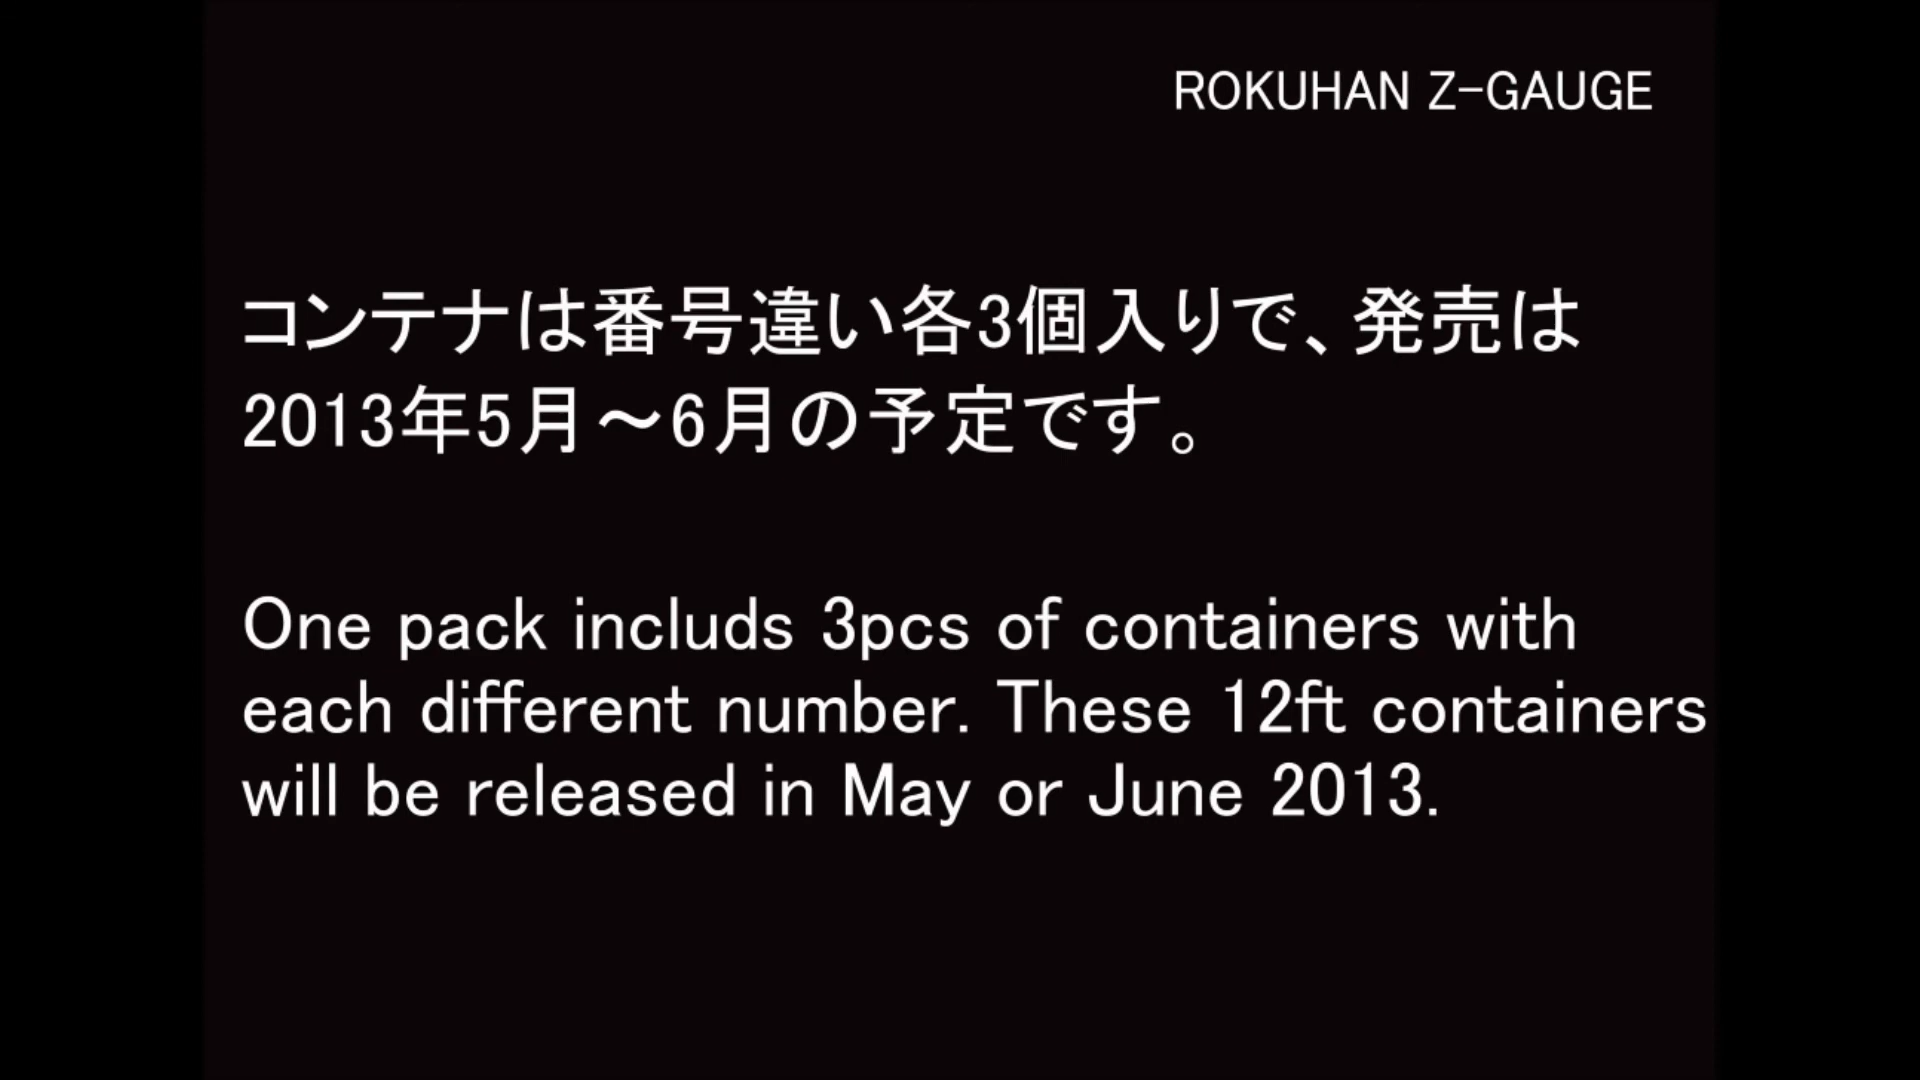 ROKUHAN Z-GAUGE
コンテナは番号違い各3個入りで、発売は
2013年5月～6月の予定です。
One pack includs 3pcs of containers with
each different number. These 12ft containers
will be released in May or June 2013.